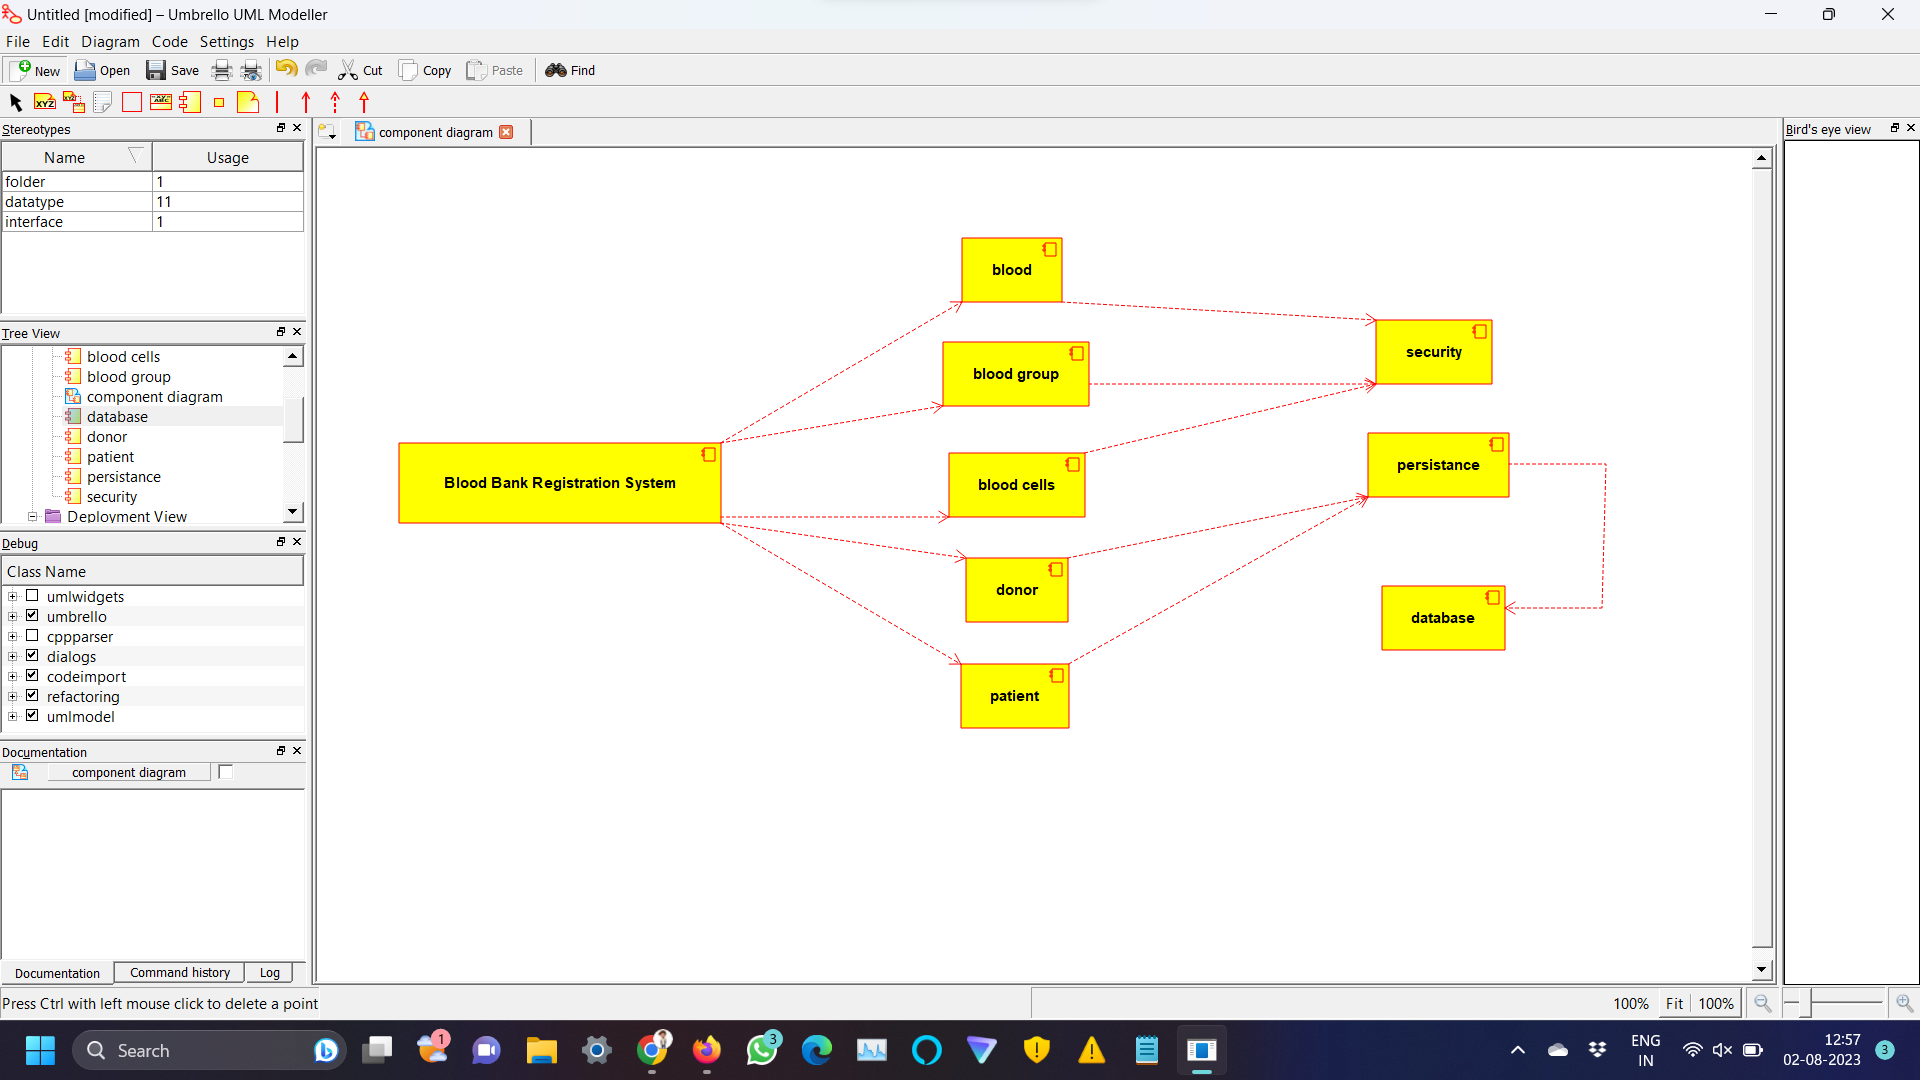 Untitled [modified] – Umbrello UML Modeller
File Edit Diagram Code Settings Help
New Open Save Cut Copy Paste Find
XYZ
Stereotypes
component diagram
Bird's eye view
Name Usage
folder 1
datatype 11
interface 1
Tree View
blood cells
blood group
component diagram
database
donor
patient
persistance
security
Deployment View
Debug
Class Name
umlwidgets
umbrello
cppparser
dialogs
codeimport
refactoring
umlmodel
Documentation
component diagram
Documentation Command history Log
blood
security
blood group
persistance
Blood Bank Registration System
blood cells
donor
database
patient
Press Ctrl with left mouse click to delete a point
100% Fit 100%
Search
1
3
ENG
IN
12:57
02-08-2023
3